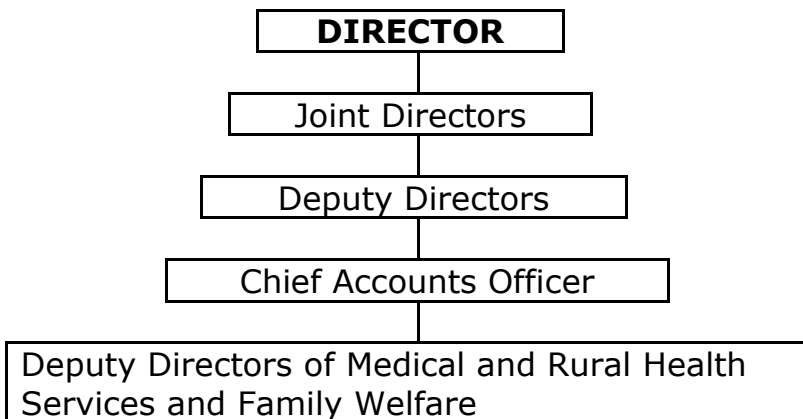 DIRECTOR
Joint Directors
Deputy Directors
Chief Accounts Officer
Deputy Directors of Medical and Rural Health
Services and Family Welfare